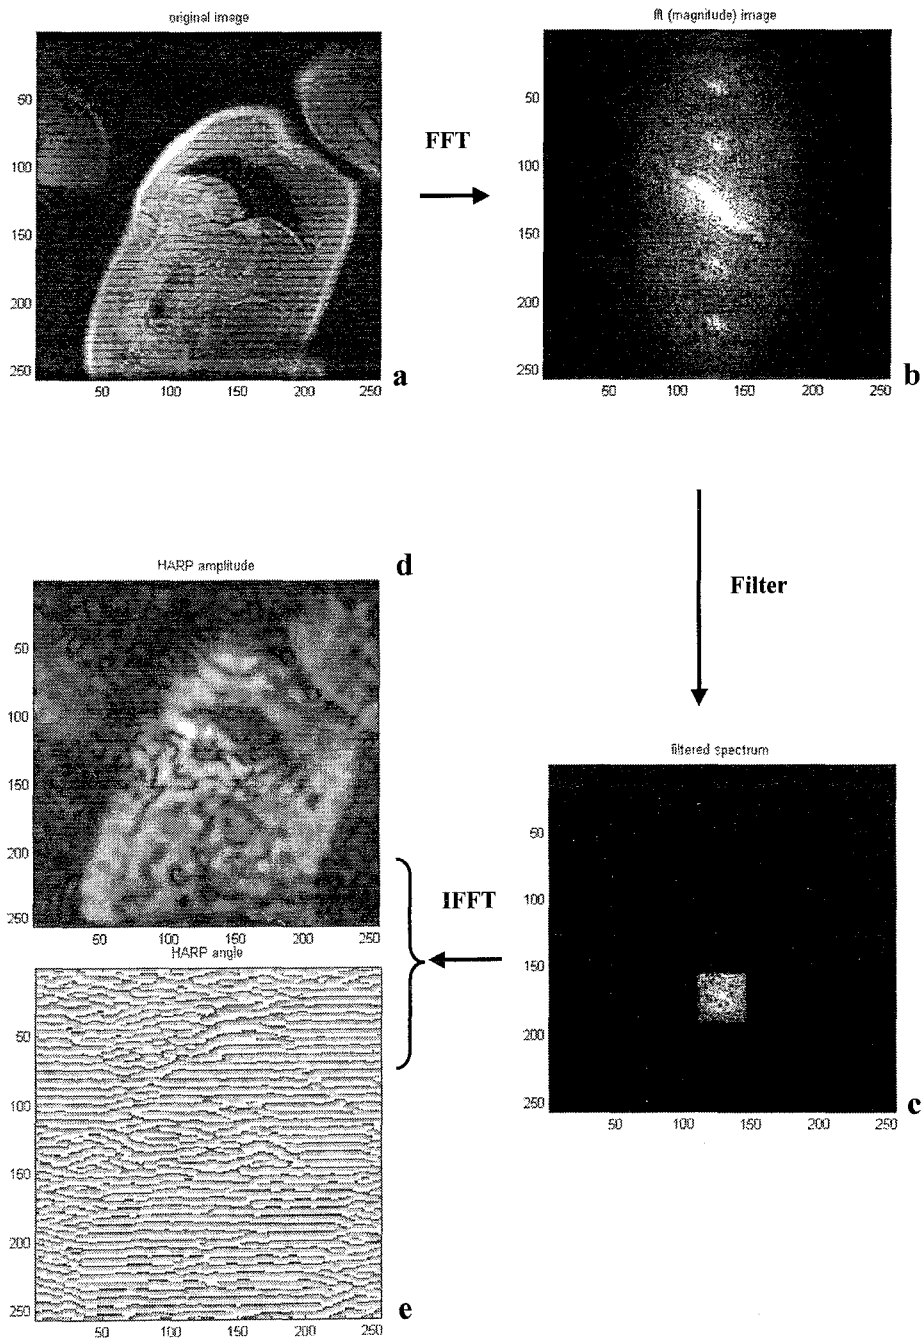 original image
50
100
150
200
250
50 100 150 200 250
a
FFT
fft (magnitude) image
50
100
150
200
250
50 100 150 200 250
b
Filter
d
HARP amplitude
50
100
150
200
250
50 100 150 200 250
IFFT
filtered spectrum
50
100
150
200
250
50 100 150 200 250
c
HARP angle
50
100
150
200
250
50 100 150 200 250
e